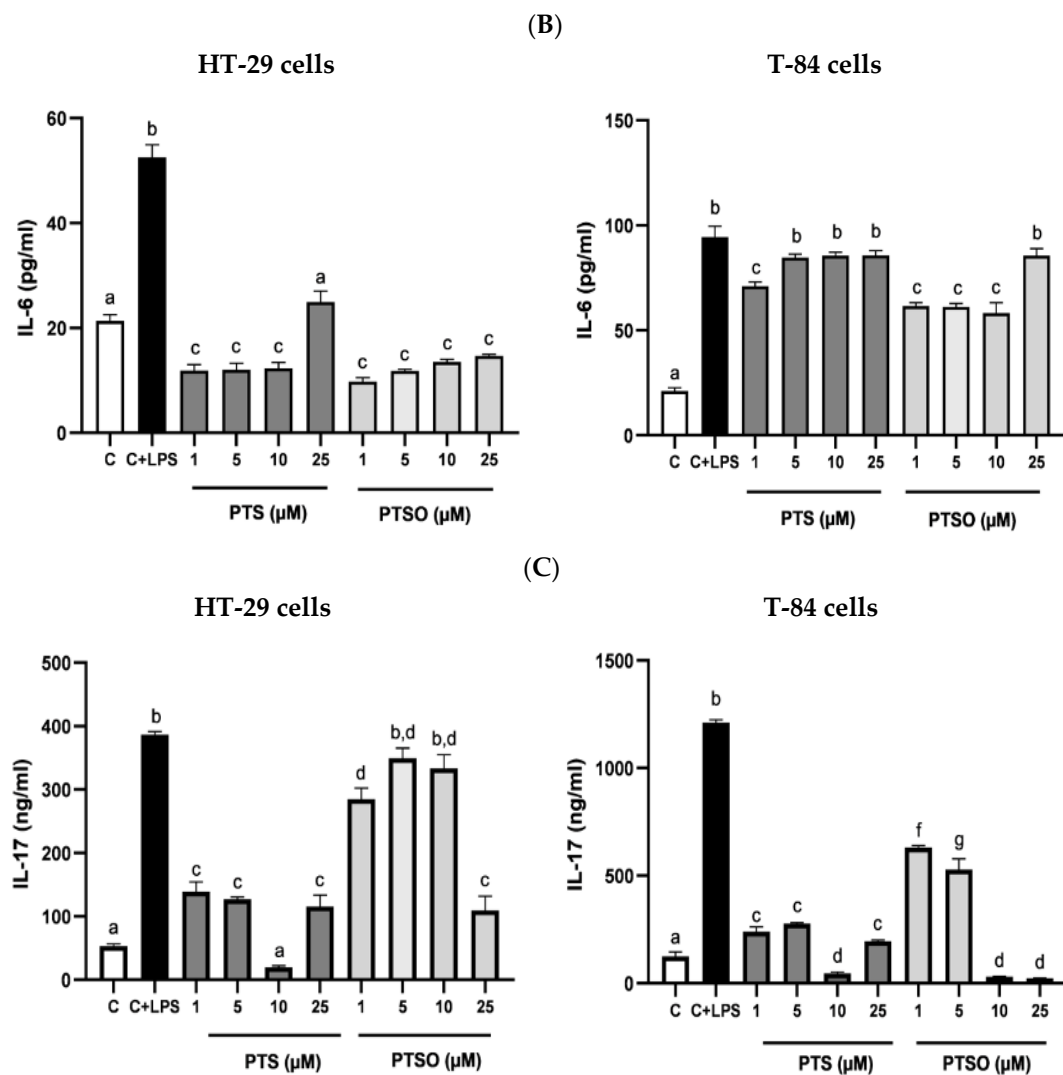 (B)
HT-29 cells
T-84 cells
60
40
20
0
IL-6 (pg/ml)
a
b
c
c
c
a
c
c
c
c
C C+LPS 1 5 10 25 1 5 10 25
PTS (µM) PTSO (µM)
150
100
50
0
IL-6 (pg/ml)
a
b
c
b
b
b
c
c
c
b
C C+LPS 1 5 10 25 1 5 10 25
PTS (µM) PTSO (µM)
(C)
HT-29 cells
T-84 cells
500
400
300
200
100
0
IL-17 (ng/ml)
a
b
c
c
a
c
d
b,d
b,d
c
C C+LPS 1 5 10 25 1 5 10 25
PTS (µM) PTSO (µM)
1500
1000
500
0
IL-17 (ng/ml)
a
b
c
c
d
c
f
g
d
d
C C+LPS 1 5 10 25 1 5 10 25
PTS (µM) PTSO (µM)